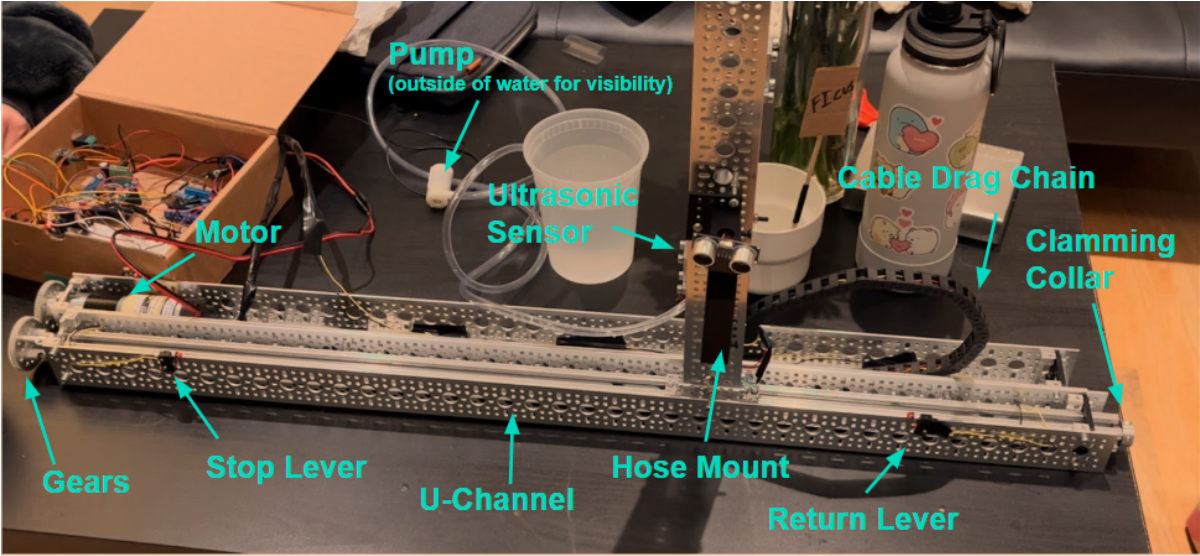 Pump
(outside of water for visibility)
FIcus
Ultrasonic
Sensor
Cable Drag Chain
Motor
Clamming
Collar
Gears
Stop Lever
U-Channel
Hose Mount
Return Lever